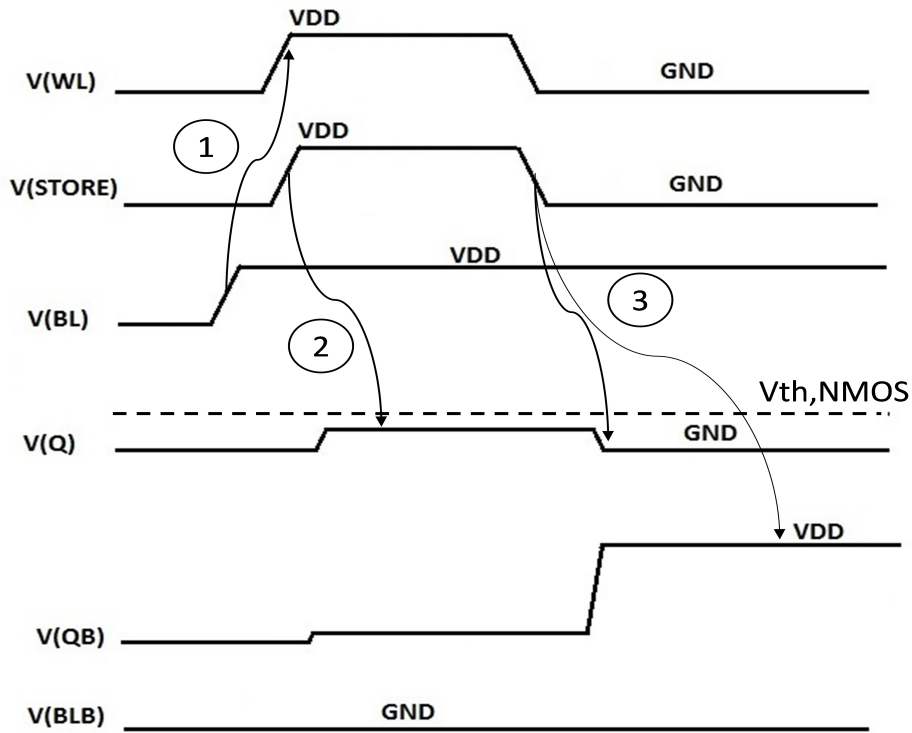 VDD
V(WL)
GND
1
VDD
V(STORE)
GND
VDD
V(BL)
3
2
Vth,NMOS
V(Q)
GND
VDD
V(QB)
V(BLB)
GND